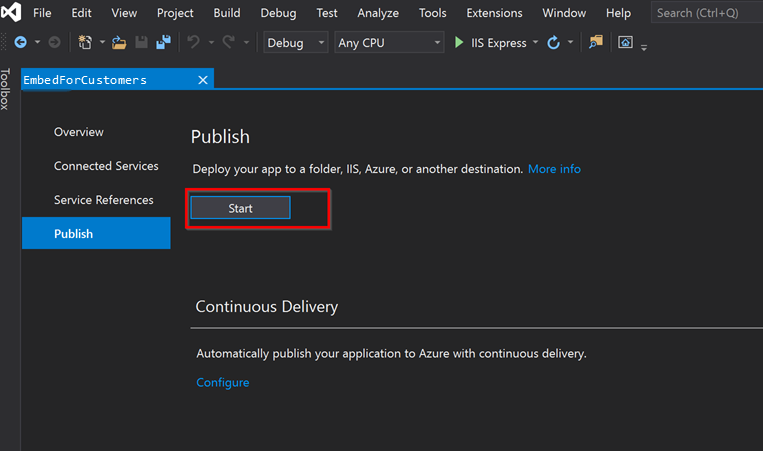 File Edit View Project Build Debug Test Analyze Tools Extensions Window Help Search (Ctrl+Q)
Debug Any CPU IIS Express
Toolbox
EmbedForCustomers
Overview
Connected Services
Service References
Publish
Publish
Deploy your app to a folder, IIS, Azure, or another destination. More info
Start
Continuous Delivery
Automatically publish your application to Azure with continuous delivery.
Configure